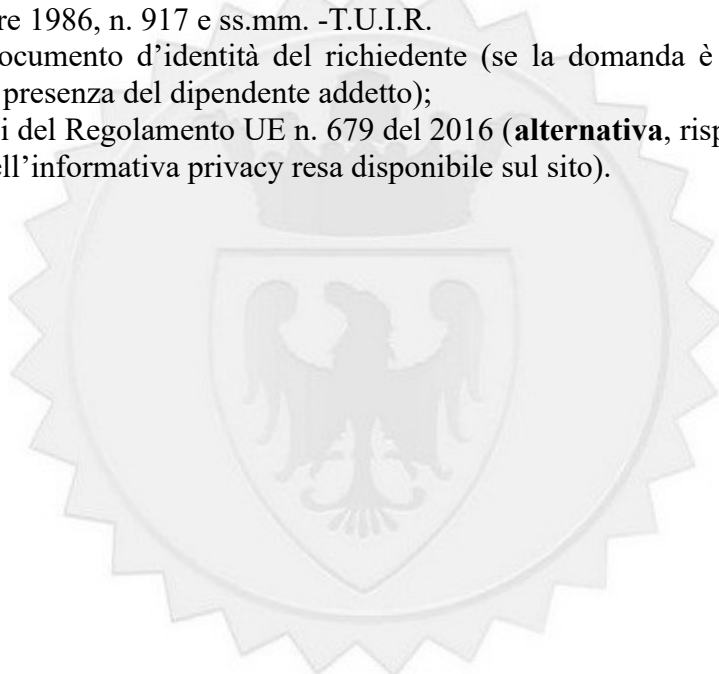 re 1986, n. 917 e ss.mm. -T.U.I.R.
ocumento d’identità del richiedente (se la domanda è
presenza del dipendente addetto);
i del Regolamento UE n. 679 del 2016 (alternativa, risp
ell’informativa privacy resa disponibile sul sito).